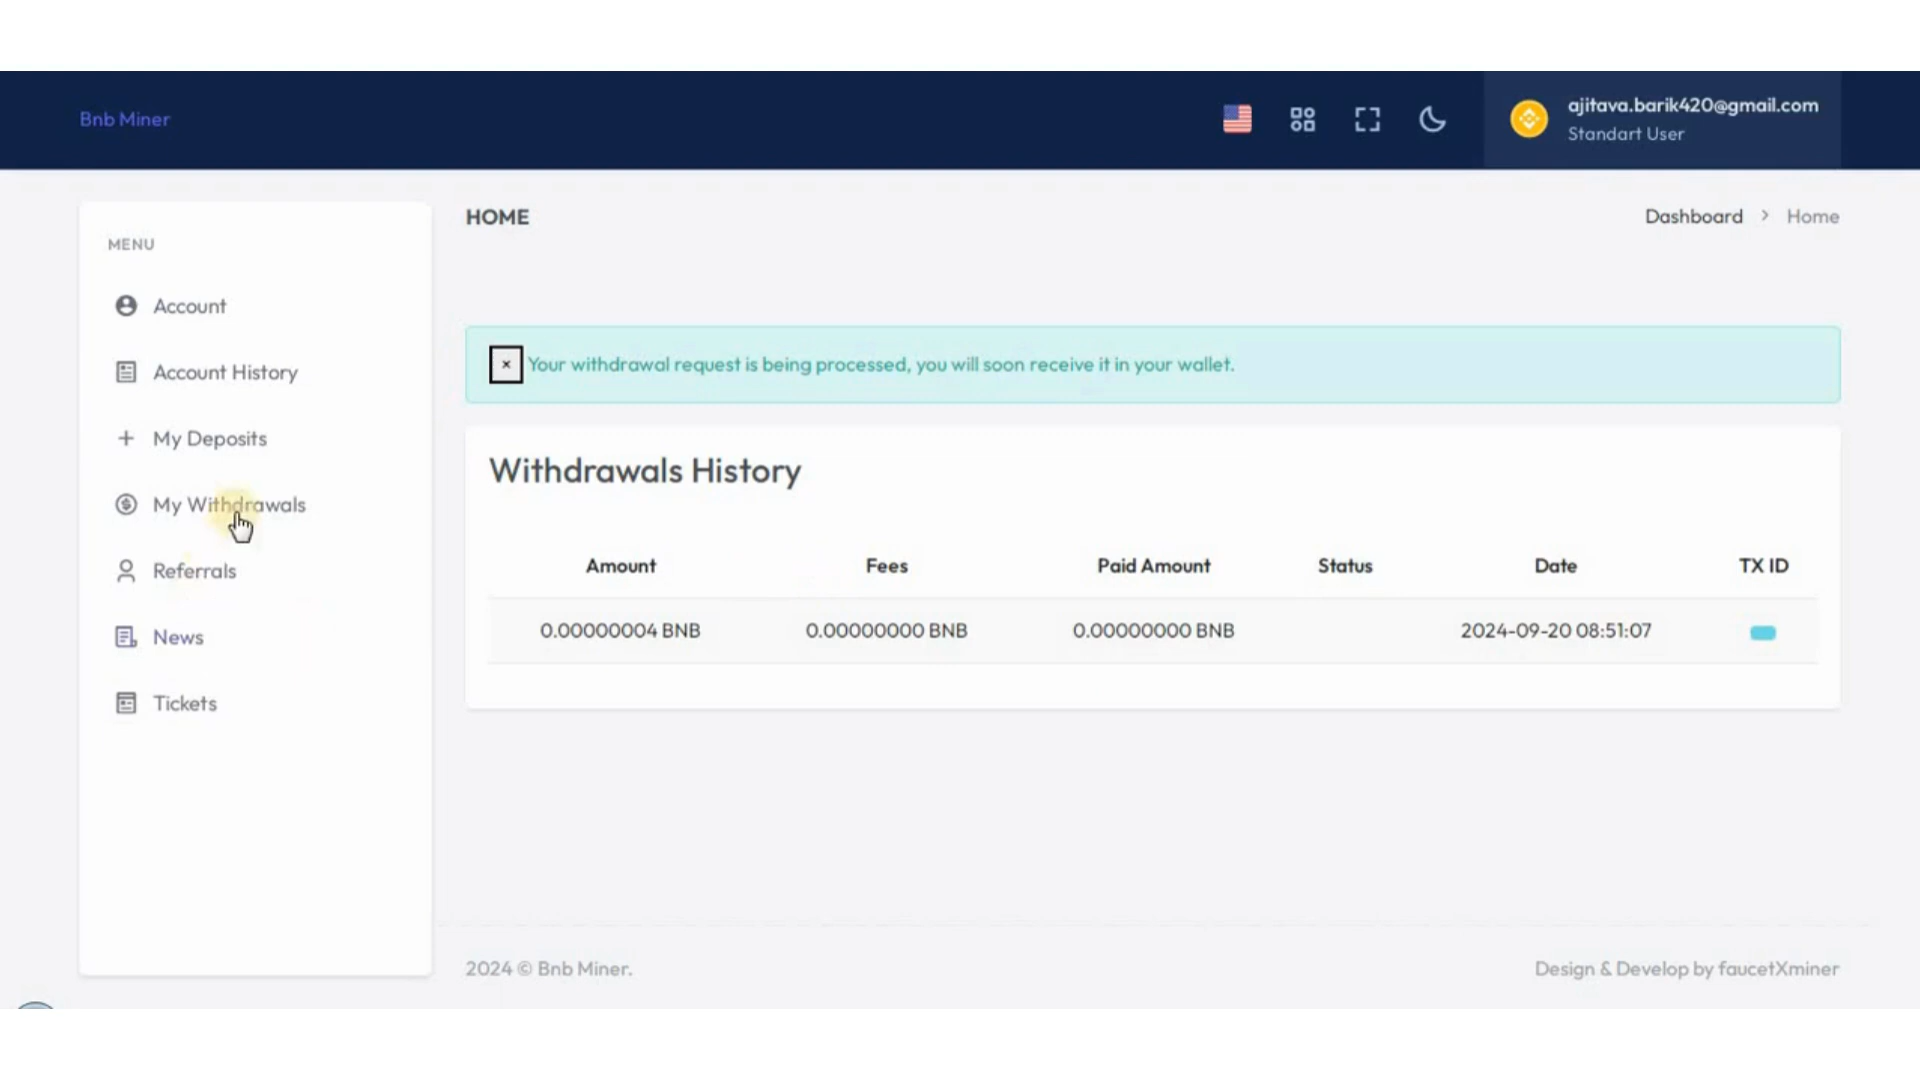 Bnb Miner
ajitava.barik420@gmail.com
Standart User
HOME
Dashboard > Home
MENU
Account
Account History
My Deposits
My Withdrawals
Referrals
News
Tickets
× Your withdrawal request is being processed, you will soon receive it in your wallet.
Withdrawals History
Amount Fees Paid Amount Status Date TX ID
0.00000004 BNB 0.00000000 BNB 0.00000000 BNB 2024-09-20 08:51:07
2024 © Bnb Miner.
Design & Develop by faucetXminer